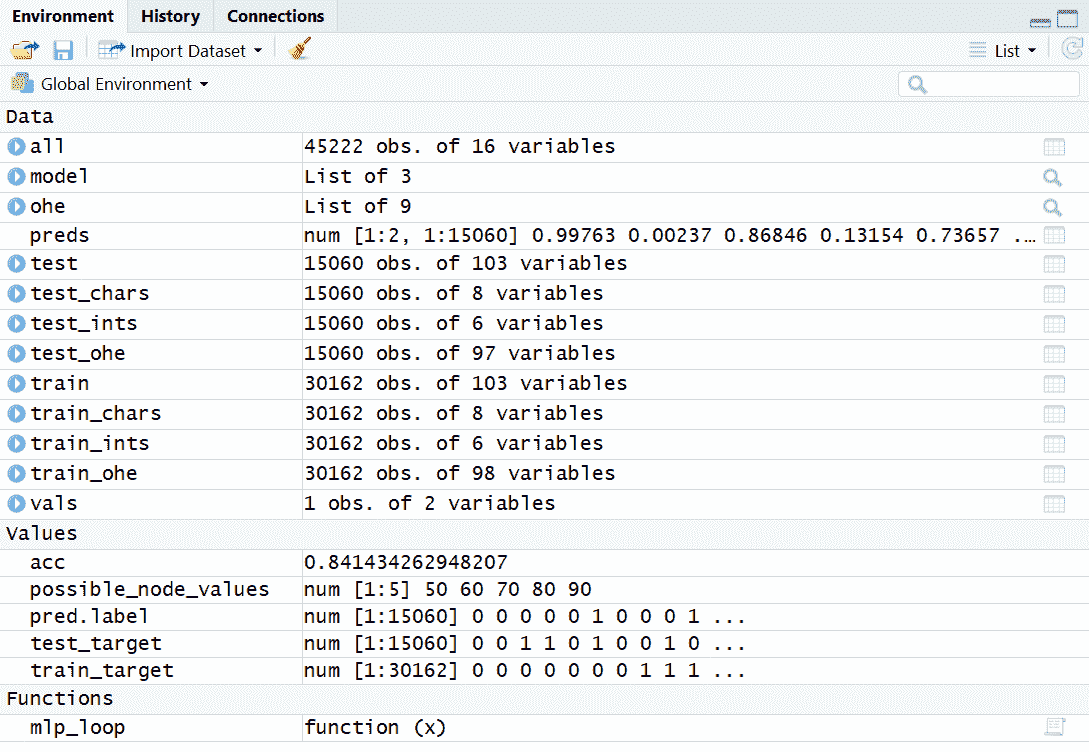 Environment History Connections
Import Dataset List
Global Environment
Data
all 45222 obs. of 16 variables
model List of 3
ohe List of 9
preds num [1:2, 1:15060] 0.99763 0.00237 0.86846 0.13154 0.73657 ...
test 15060 obs. of 103 variables
test_chars 15060 obs. of 8 variables
test_ints 15060 obs. of 6 variables
test_ohe 15060 obs. of 97 variables
train 30162 obs. of 103 variables
train_chars 30162 obs. of 8 variables
train_ints 30162 obs. of 6 variables
train_ohe 30162 obs. of 98 variables
vals 1 obs. of 2 variables
Values
acc 0.841434262948207
possible_node_values num [1:5] 50 60 70 80 90
pred.label num [1:15060] 0 0 0 0 0 1 0 0 0 1 ...
test_target num [1:15060] 0 0 1 1 0 1 0 0 1 0 ...
train_target num [1:30162] 0 0 0 0 0 0 0 1 1 1 ...
Functions
mlp_loop function (x)